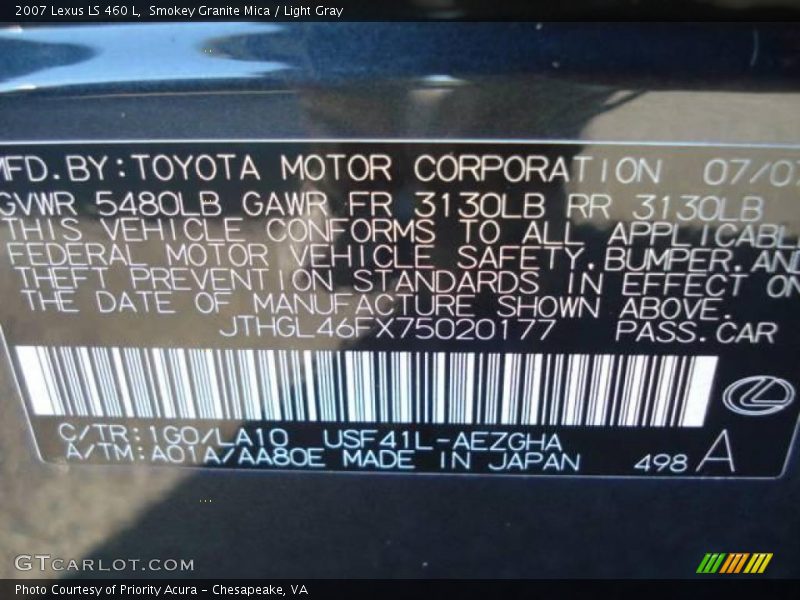 2007 Lexus LS 460 L, Smokey Granite Mica / Light Gray
MFD.BY:TOYOTA MOTOR CORPORATION 07/07
GVWR 5480LB GAWR FR 3130LB RR 3130LB
THIS VEHICLE CONFORMS TO ALL APPLICABL
FEDERAL MOTOR VEHICLE SAFETY,BUMPER,AND
THEFT PREVENTION STANDARDS IN EFFECT ON
THE DATE OF MANUFACTURE SHOWN ABOVE.
JTHGL46FX75020177 PASS.CAR
C/TR:1G0/LA10 USF41L-AEZGHA
A/TM:A01A/AA80E MADE IN JAPAN 498 A
GTCARLOT.COM
Photo Courtesy of Priority Acura - Chesapeake, VA